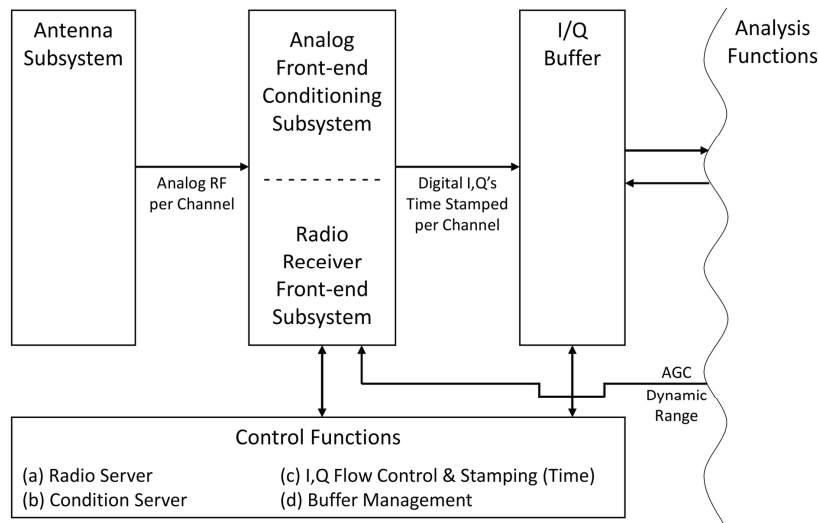 Antenna
Subsystem
Analog
Front-end
Conditioning
Subsystem
Radio
Receiver
Front-end
Subsystem
I/Q
Buffer
Analysis
Functions
Analog RF
per Channel
Digital I,Q's
Time Stamped
per Channel
AGC
Dynamic
Range
Control Functions
(a) Radio Server
(b) Condition Server
(c) I,Q Flow Control & Stamping (Time)
(d) Buffer Management